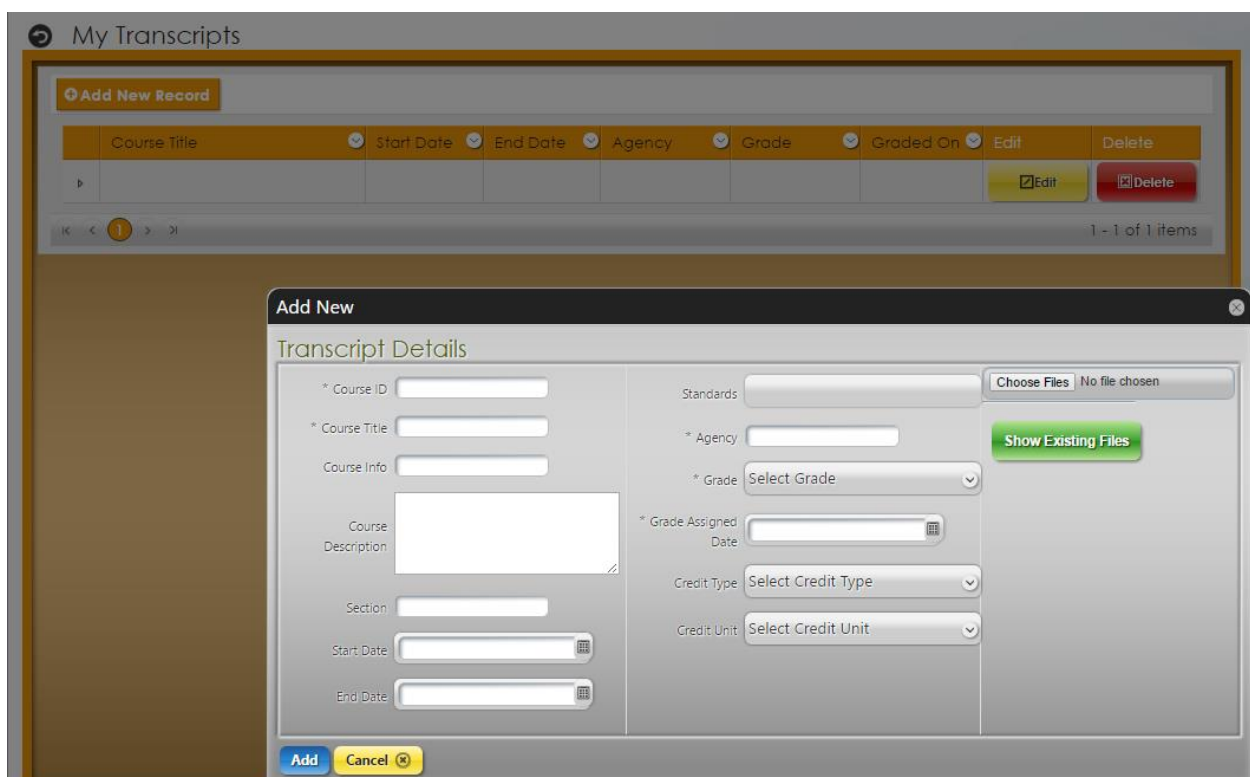 My Transcripts
Add New Record
Course Title Start Date End Date Agency Grade Graded On Edit Delete
Edit Delete
1 1 - 1 of 1 items
Add New
Transcript Details
* Course ID
* Course Title
Course Info
Course
Description
Section
Start Date
End Date
Standards
* Agency
* Grade Select Grade
* Grade Assigned
Date
Credit Type Select Credit Type
Credit Unit Select Credit Unit
Choose Files No file chosen
Show Existing Files
Add Cancel